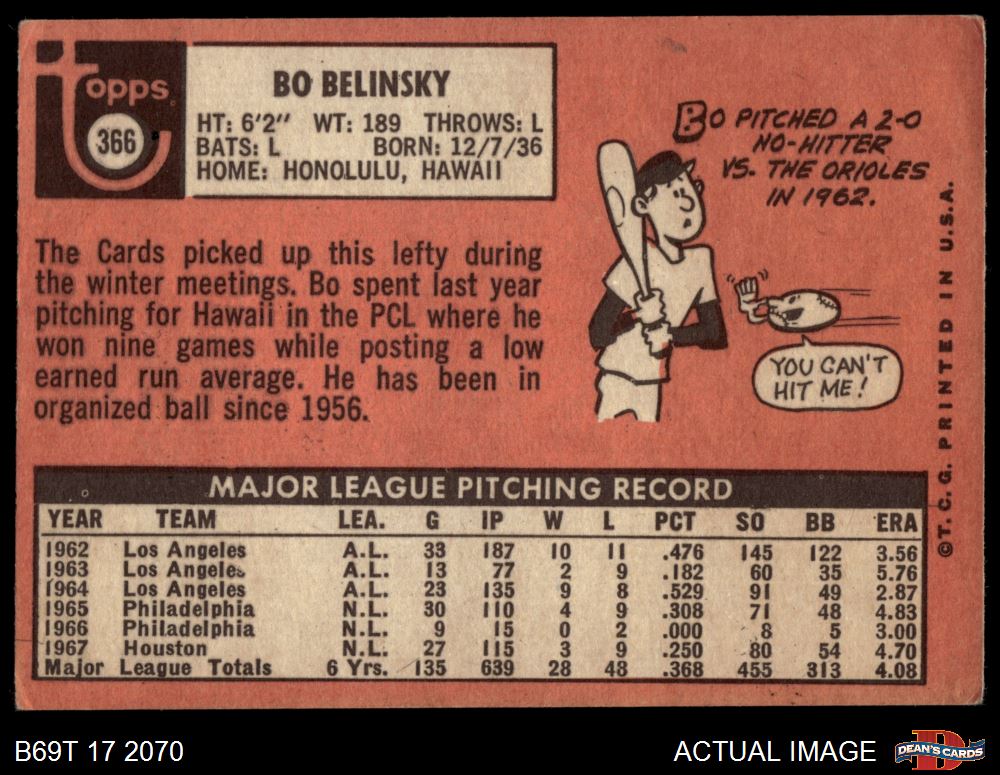 Topps
366
BO BELINSKY
HT: 6'2" WT: 189 THROWS: L
BATS: L BORN: 12/7/36
HOME: HONOLULU, HAWAII
BO PITCHED A 2-0
NO-HITTER
VS. THE ORIOLES
IN 1962.
YOU CAN'T
HIT ME!
The Cards picked up this lefty during
the winter meetings. Bo spent last year
pitching for Hawaii in the PCL where he
won nine games while posting a low
earned run average. He has been in
organized ball since 1956.
MAJOR LEAGUE PITCHING RECORD
YEAR TEAM LEA. G IP W L PCT SO BB ERA
1962 Los Angeles A.L. 33 187 10 11 .476 145 122 3.56
1963 Los Angeles A.L. 13 77 2 9 .182 60 35 5.76
1964 Los Angeles A.L. 23 135 9 8 .529 91 49 2.87
1965 Philadelphia N.L. 30 110 4 9 .308 71 48 4.83
1966 Philadelphia N.L. 9 15 0 2 .000 8 5 3.00
1967 Houston N.L. 27 115 3 9 .250 80 54 4.70
Major League Totals 6 Yrs. 135 639 28 48 .368 455 313 4.08
©T.C.G. PRINTED IN U.S.A.
B69T 17 2070
ACTUAL IMAGE
DEAN'S CARDS